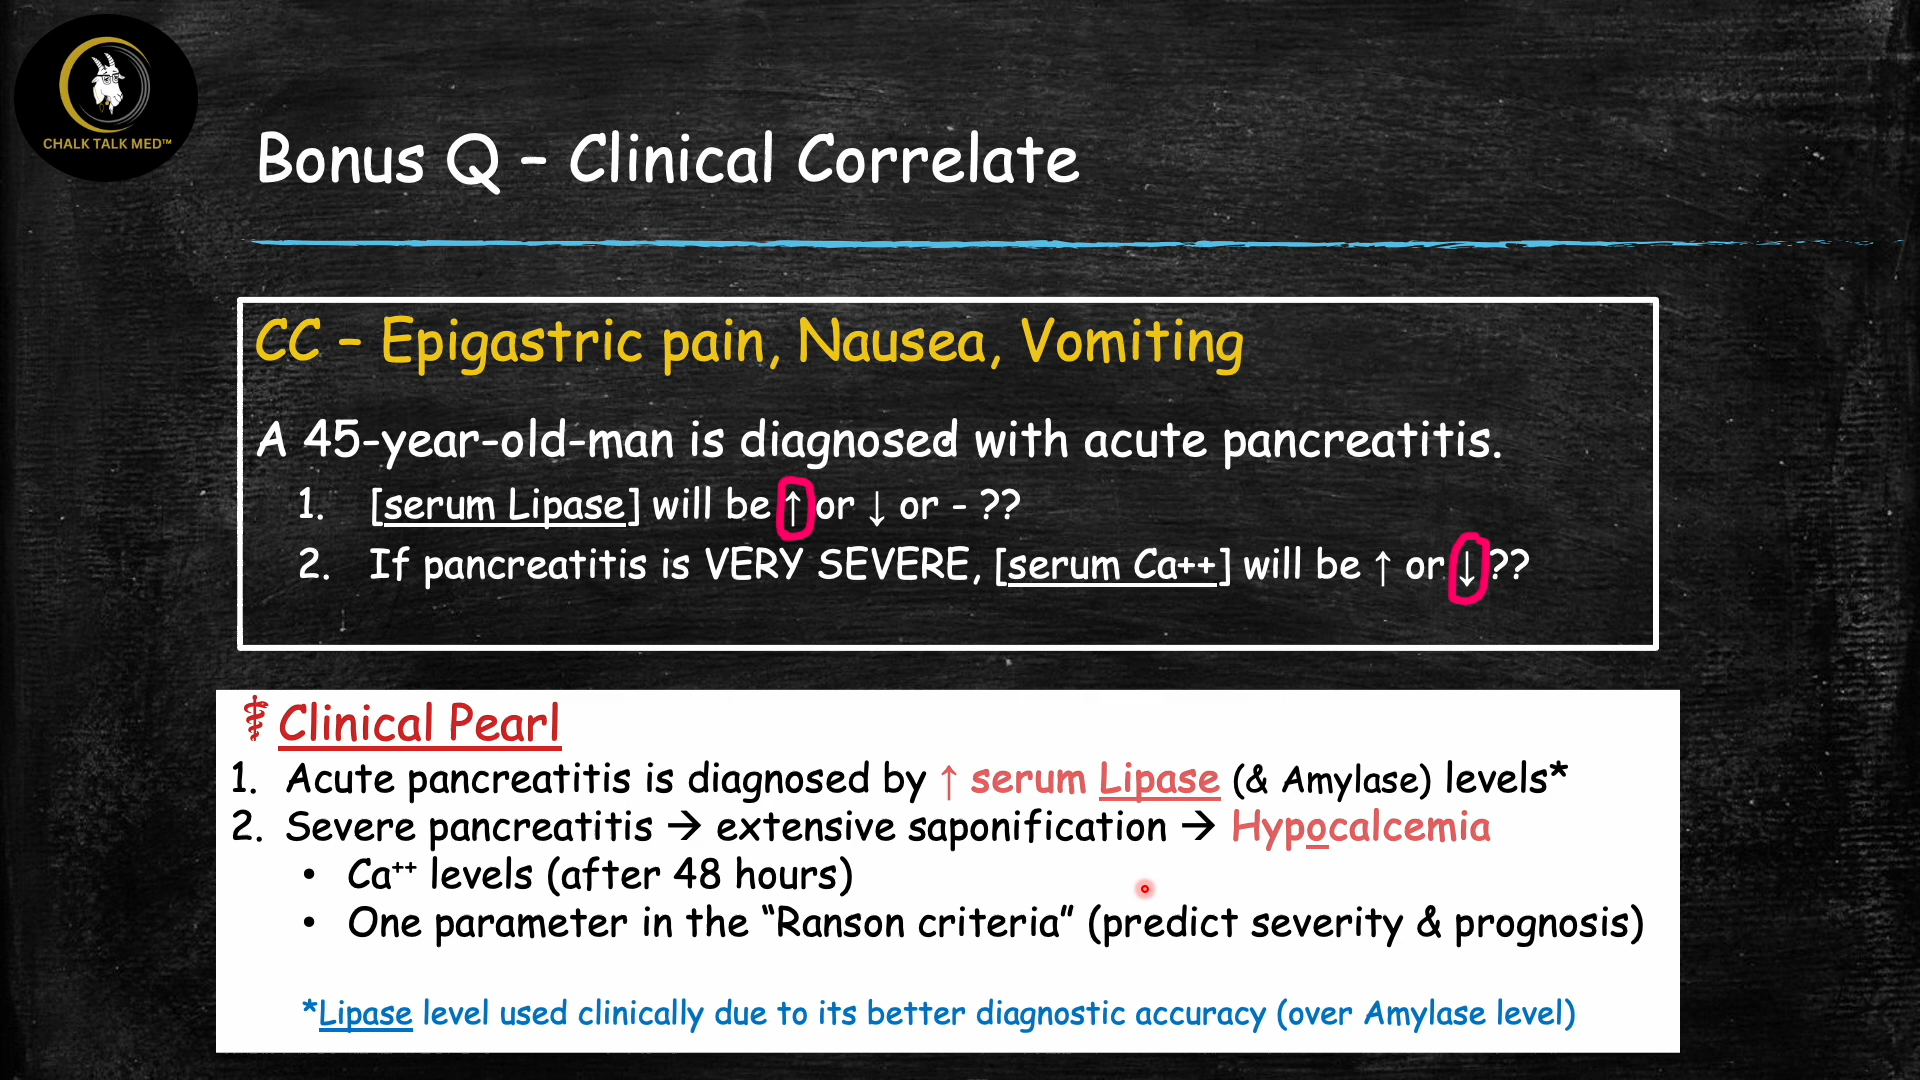 CHALK TALK MED™
Bonus Q – Clinical Correlate
CC – Epigastric pain, Nausea, Vomiting
A 45-year-old-man is diagnosed with acute pancreatitis.
1. [serum Lipase] will be ↑ or ↓ or - ??
2. If pancreatitis is VERY SEVERE, [serum Ca++] will be ↑ or ↓ ??
Clinical Pearl
1. Acute pancreatitis is diagnosed by ↑ serum Lipase (& Amylase) levels*
2. Severe pancreatitis → extensive saponification → Hypocalcemia
• Ca⁺⁺ levels (after 48 hours)
• One parameter in the “Ranson criteria” (predict severity & prognosis)
*Lipase level used clinically due to its better diagnostic accuracy (over Amylase level)